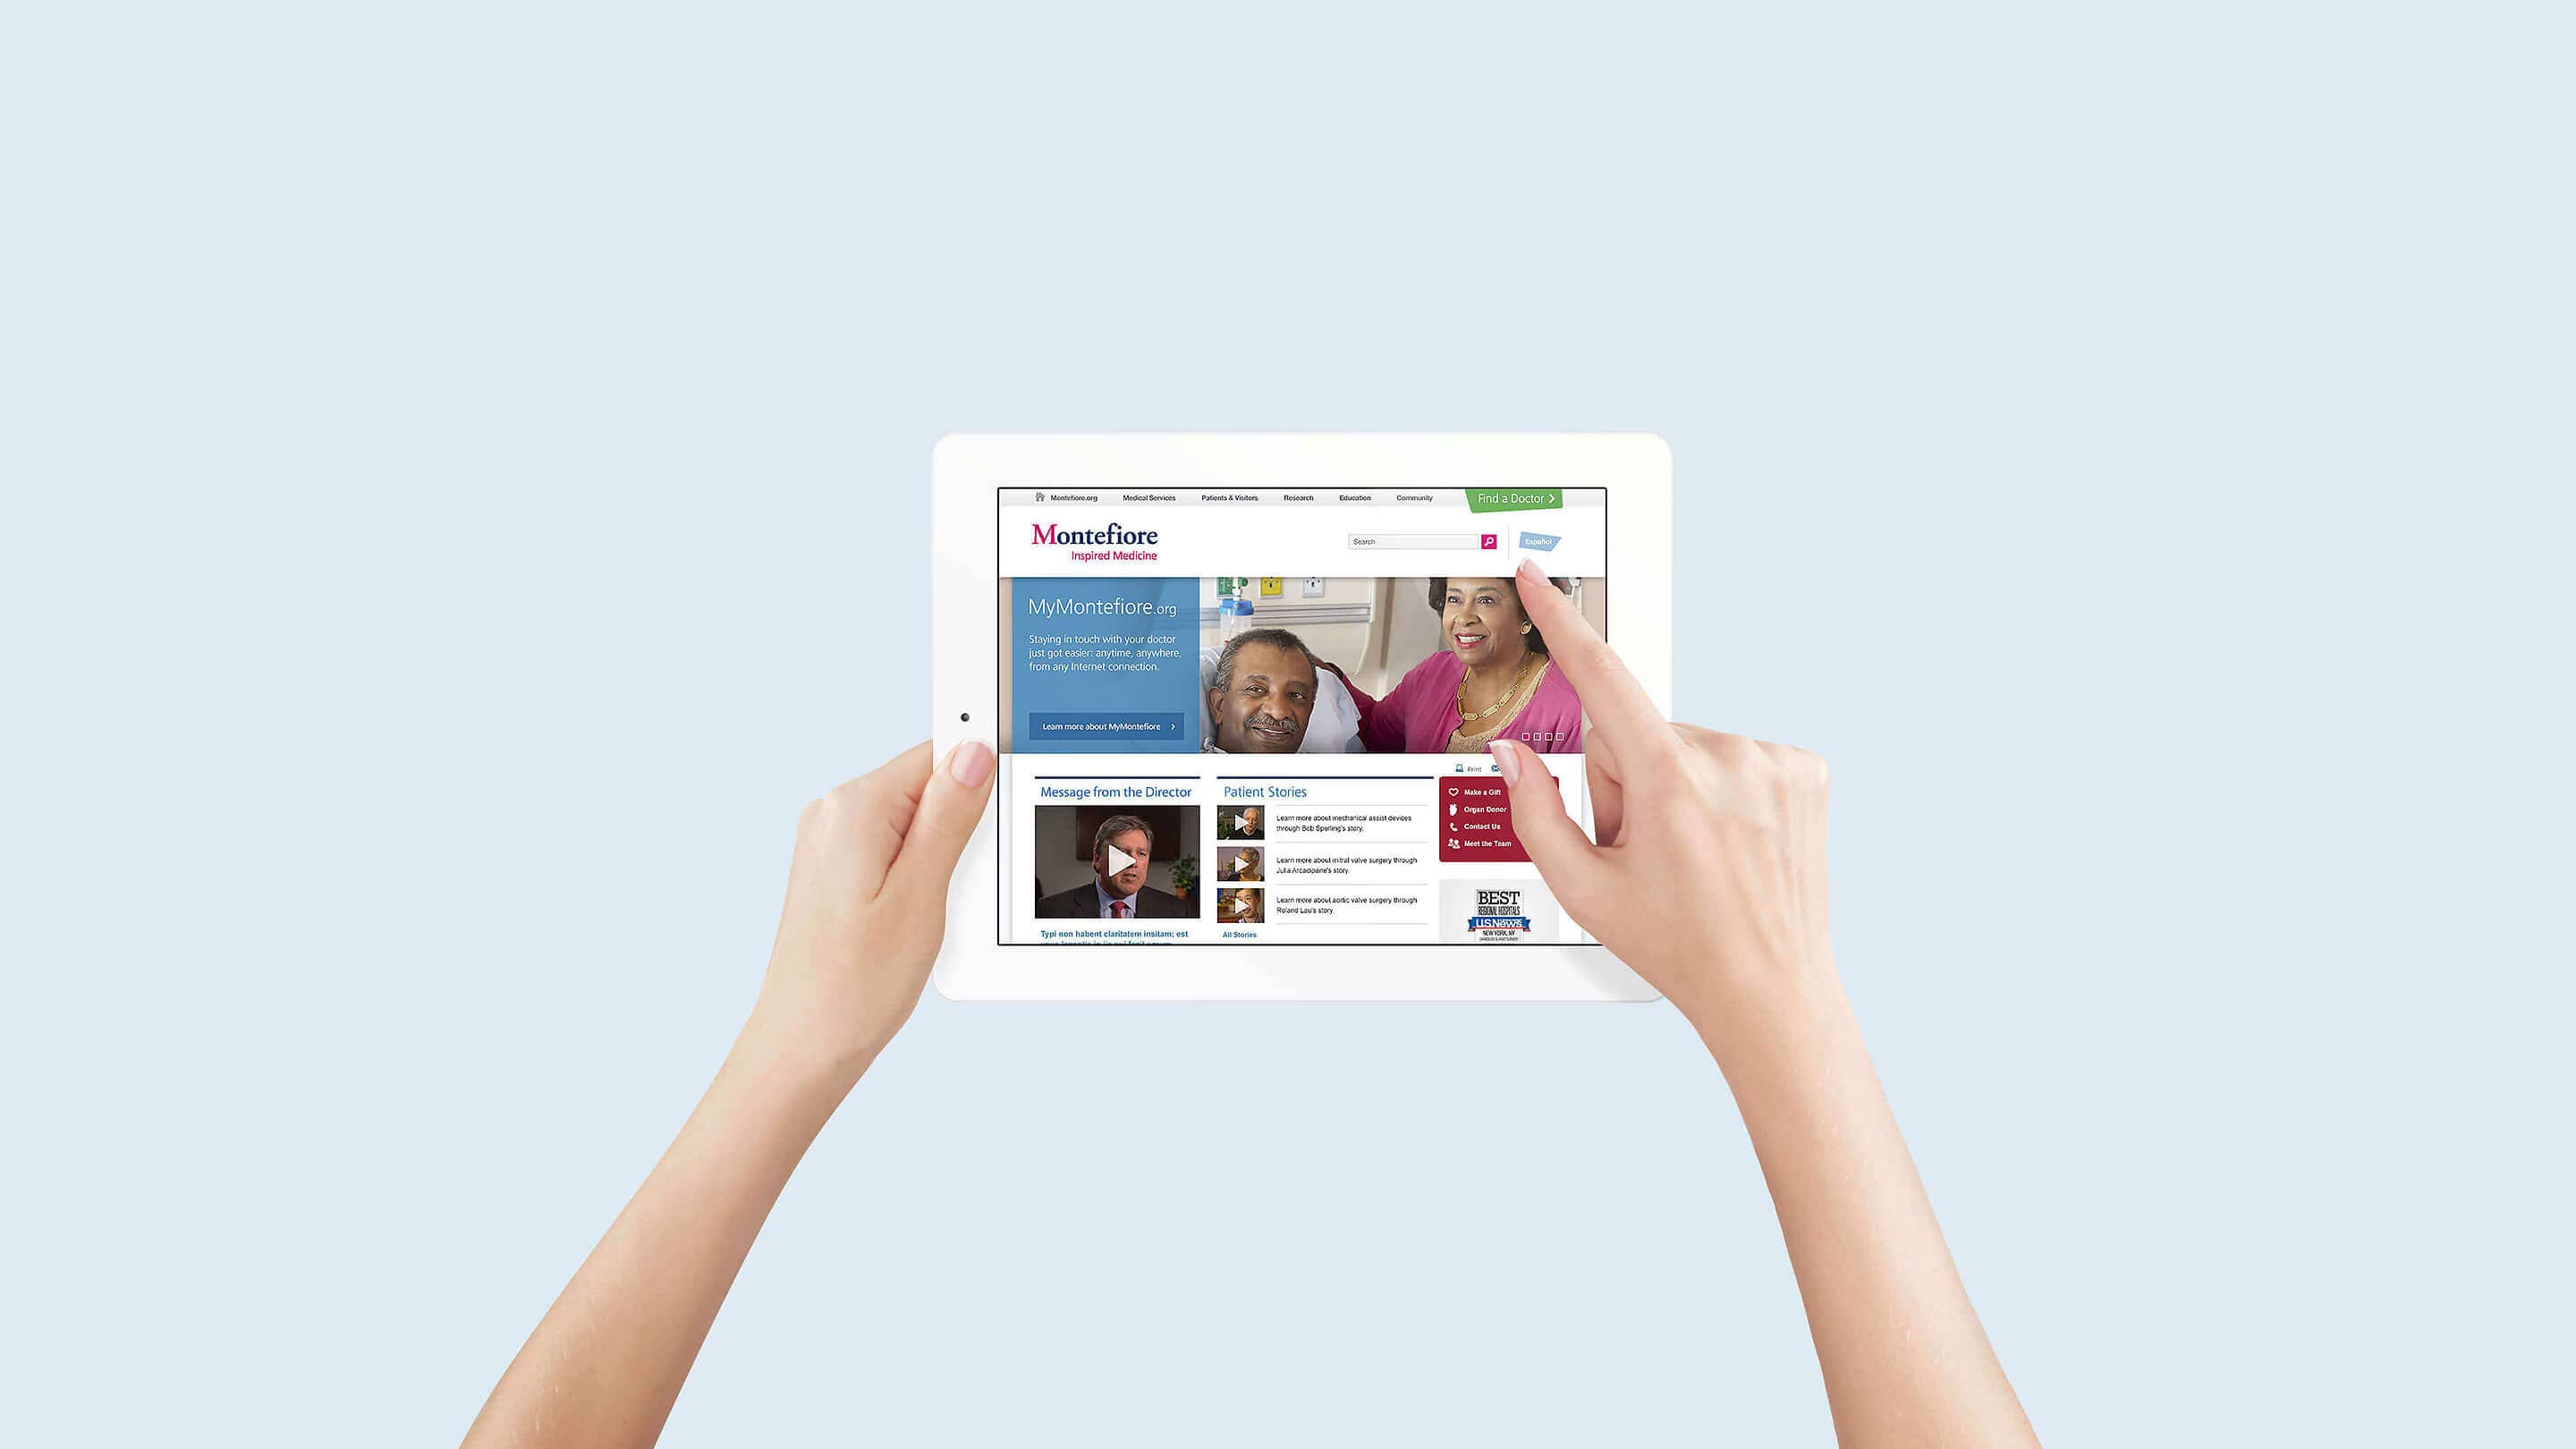 Montefiore.org Medical Services Patients & Visitors Research Education Community Find a Doctor
Montefiore
Inspired Medicine
Search
Español
MyMontefiore.org
Staying in touch with your doctor
just got easier: anytime, anywhere,
from any Internet connection.
Learn more about MyMontefiore
Print
Message from the Director
Typi non habent claritatem insitam; est
Patient Stories
Learn more about mechanical assist devices
through Bob Sperling's story.
Learn more about mitral valve surgery through
Julia Arcadipane's story.
Learn more about aortic valve surgery through
Roland Lau's story.
All Stories
Make a Gift
Organ Donor
Contact Us
Meet the Team
BEST
REGIONAL HOSPITALS
U.S.News
NEW YORK, NY